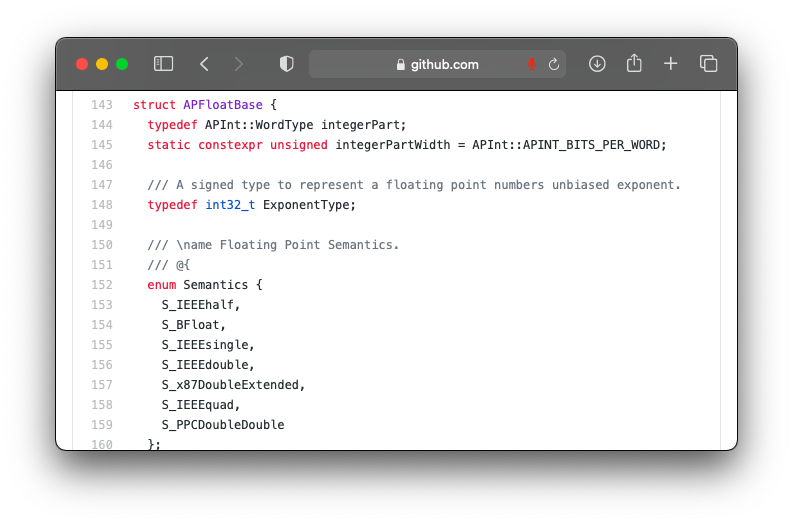 github.com
143 struct APFloatBase {
144 typedef APInt::WordType integerPart;
145 static constexpr unsigned integerPartWidth = APInt::APINT_BITS_PER_WORD;
146
147 /// A signed type to represent a floating point numbers unbiased exponent.
148 typedef int32_t ExponentType;
149
150 /// \name Floating Point Semantics.
151 /// @{
152 enum Semantics {
153 S_IEEEhalf,
154 S_BFloat,
155 S_IEEEsingle,
156 S_IEEEdouble,
157 S_x87DoubleExtended,
158 S_IEEEquad,
159 S_PPCDoubleDouble
160 };